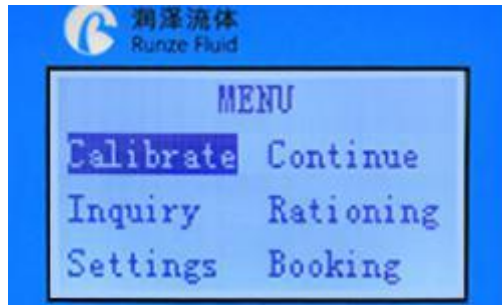 润泽流体
Runze Fluid
MENU
Calibrate Continue
Inquiry Rationing
Settings Booking